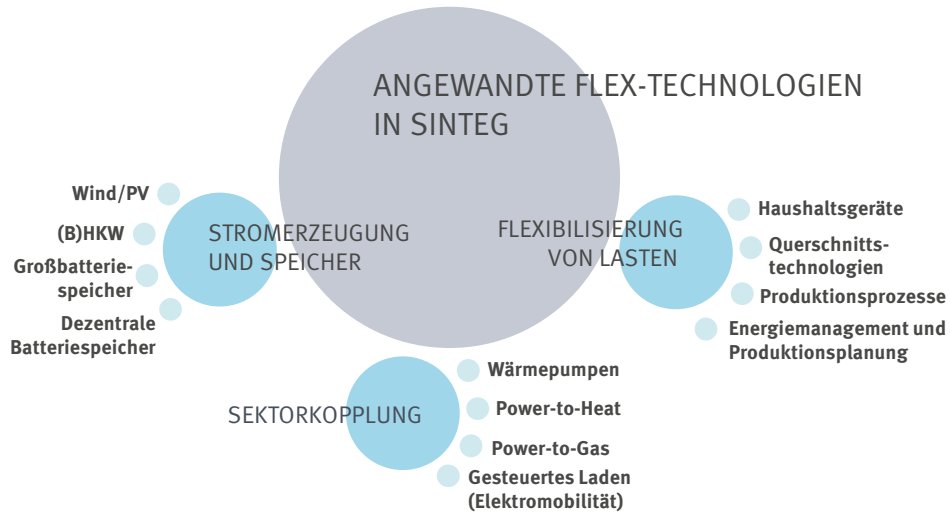 ANGEWANDTE FLEX-TECHNOLOGIEN
IN SINTEG
Wind/PV
(B)HKW
Großbatterie-
speicher
Dezentrale
Batteriespeicher
STROMERZEUGUNG
UND SPEICHER
FLEXIBILISIERUNG
VON LASTEN
Haushaltsgeräte
Querschnitts-
technologien
Produktionsprozesse
Energiemanagement und
Produktionsplanung
SEKTORKOPPLUNG
Wärmepumpen
Power-to-Heat
Power-to-Gas
Gesteuertes Laden
(Elektromobilität)